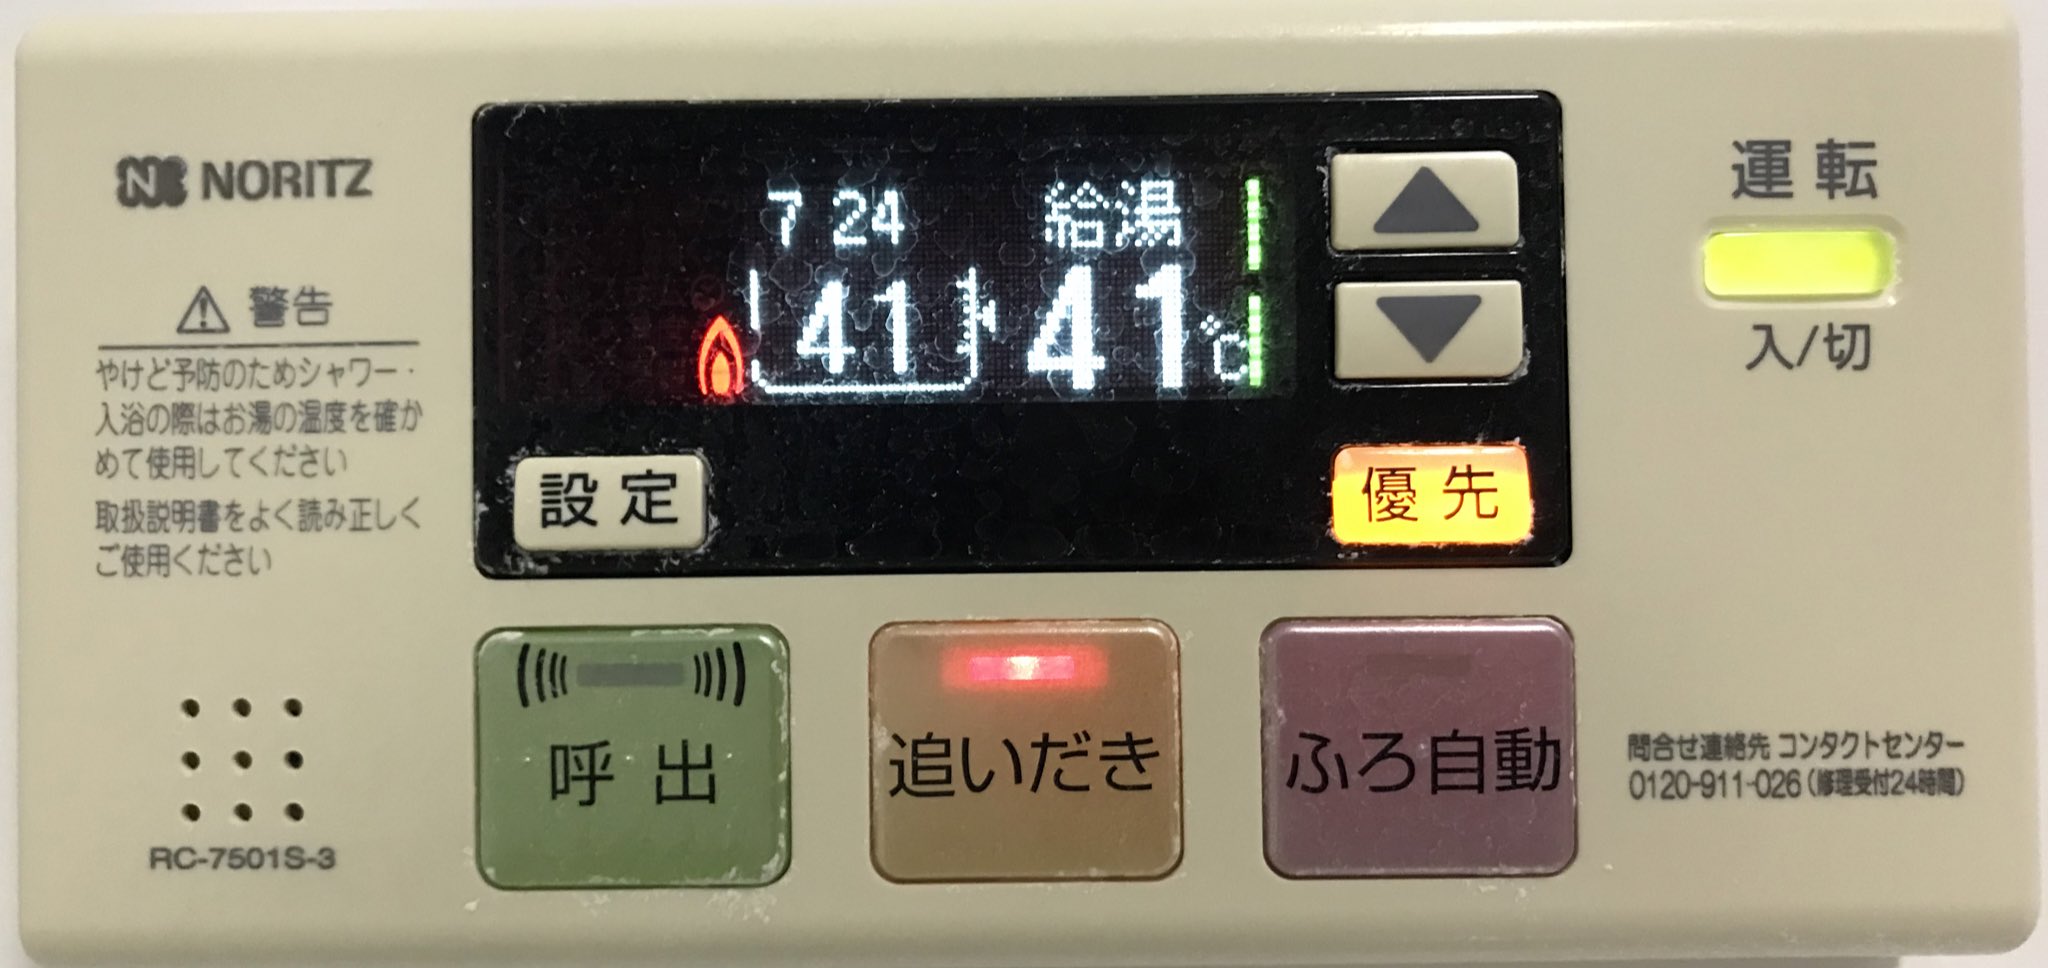 NORITZ
警告
やけど予防のためシャワー・
入浴の際はお湯の温度を確か
めて使用してください
取扱説明書をよく読み正しく
ご使用ください
RC-7501S-3
7 24
給湯
41
41℃
設定
優先
運転
入/切
呼出
追いだき
ふろ自動
問合せ連絡先 コンタクトセンター
0120-911-026(修理受付24時間)